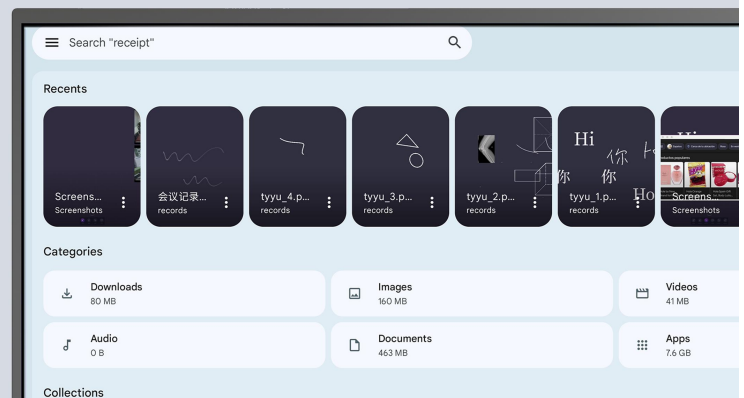 Search "receipt"
Recents
Hi
你
你
你
Ho
Screens...
Screenshots
会议记录...
records
tyyu_4.p...
records
tyyu_3.p...
records
tyyu_2.p...
records
tyyu_1.p...
records
Screens...
Screenshots
Categories
Downloads
80 MB
Images
160 MB
Videos
41 MB
Audio
0 B
Documents
463 MB
Apps
7.6 GB
Collections